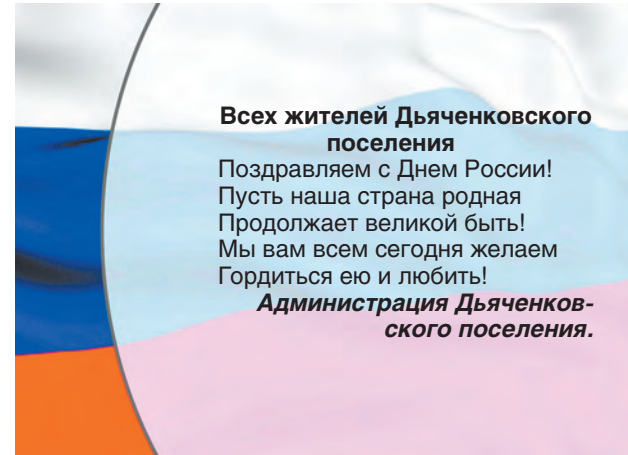 Всех жителей Дьяченковского
поселения
Поздравляем с Днем России!
Пусть наша страна родная
Продолжает великой быть!
Мы вам всем сегодня желаем
Гордиться ею и любить!
Администрация Дьяченков-
ского поселения.